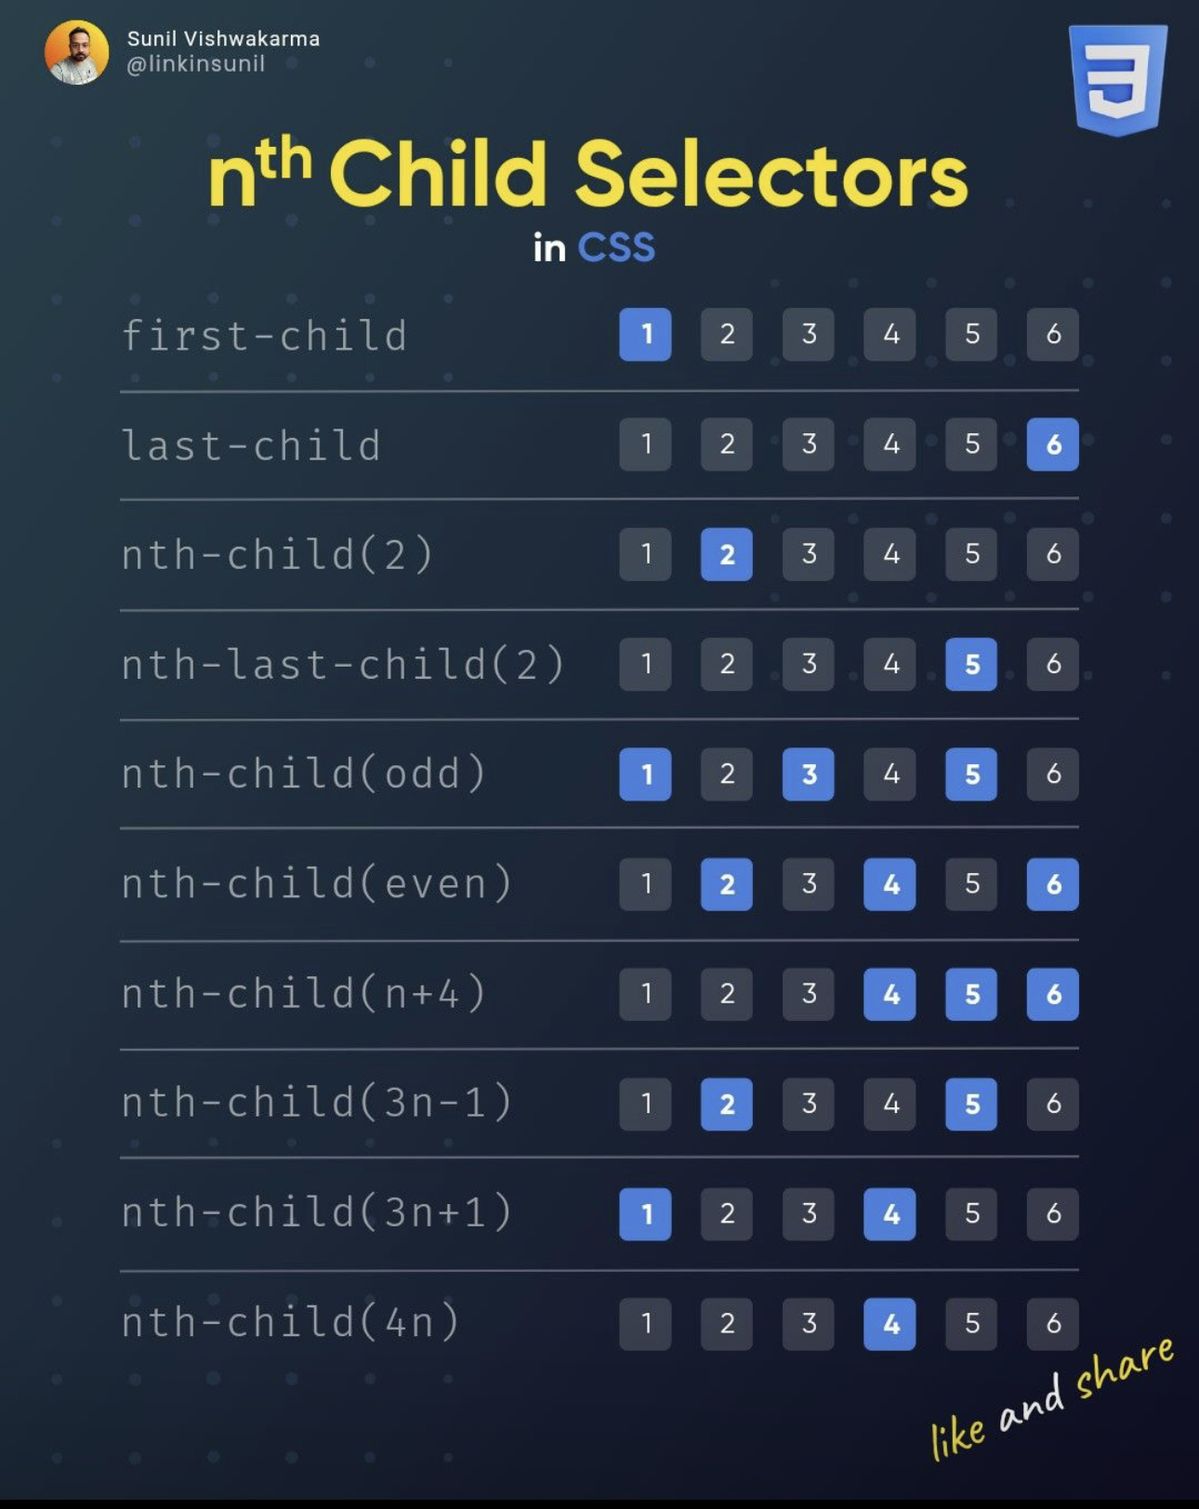 Sunil Vishwakarma
@linkinsunil
nth Child Selectors
in CSS
first-child 1 2 3 4 5 6
last-child 1 2 3 4 5 6
nth-child(2) 1 2 3 4 5 6
nth-last-child(2) 1 2 3 4 5 6
nth-child(odd) 1 2 3 4 5 6
nth-child(even) 1 2 3 4 5 6
nth-child(n+4) 1 2 3 4 5 6
nth-child(3n-1) 1 2 3 4 5 6
nth-child(3n+1) 1 2 3 4 5 6
nth-child(4n) 1 2 3 4 5 6
like and share